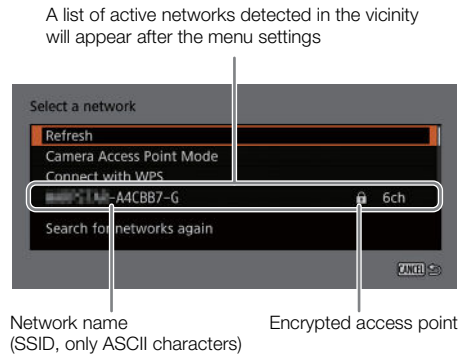 A list of active networks detected in the vicinity
will appear after the menu settings
Select a network
Refresh
Camera Access Point Mode
Connect with WPS
-A4CBB7-G 6ch
Search for networks again
CANCEL
Network name
(SSID, only ASCII characters)
Encrypted access point